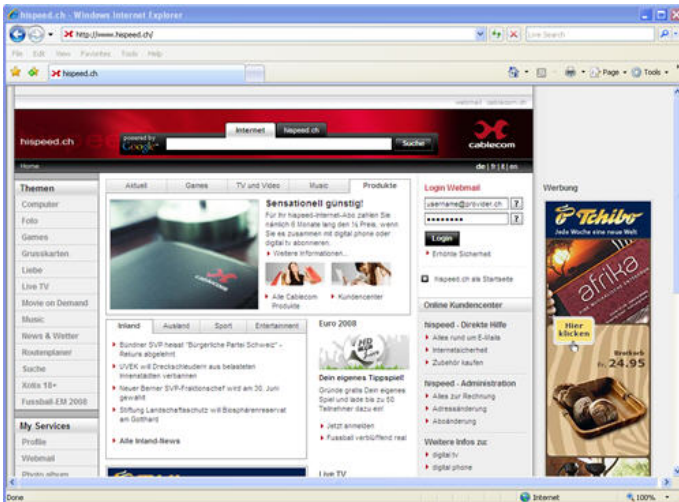 hispeed.ch - Windows Internet Explorer
http://www.hispeed.ch/
Live Search
File Edit View Favorites Tools Help
hispeed.ch
Page Tools
webmail cablecom.ch
Internet hispeed.ch
hispeed.ch
powered by Google
Suche
cablecom
Home
de | fr | it | en
Themen
Computer
Foto
Games
Grusskarten
Liebe
Live TV
Movie on Demand
Music
News & Wetter
Routenplaner
Suche
Xotis 18+
Fussball-EM 2008
My Services
Profile
Webmail
Photo album
Aktuell Games TV und Video Music Produkte
CABLECOM
Sensationell günstig!
Für Ihr hispeed-Internet-Abo zahlen Sie
nämlich 6 Monate lang den ½ Preis, wenn
Sie es zusammen mit digital phone oder
digital tv abonnieren.
Weitere Informationen...
Alle Cablecom
Produkte
Kundencenter
Inland Ausland Sport Entertainment
Bündner SVP heisst "Bürgerliche Partei Schweiz" -
Rekurs abgelehnt
UVEK will Dreckschleudern aus belasteten
Innenstädten verbannen
Neuer Berner SVP-Fraktionschef wird am 30. Juni
gewählt
Stiftung Landschaftsschutz will Biosphärenreservat
am Gotthard
Alle Inland-News
Euro 2008
Dein eigenes Tippspiel!
Gründe gratis Dein eigenes
Spiel und lade bis zu 50
Teilnehmer dazu ein!
Jetzt anmelden
Fussball verblüffend real
Live TV
Login Webmail
username@provider.ch ?
?
Login
Erhöhte Sicherheit
hispeed.ch als Startseite
Online Kundencenter
hispeed - Direkte Hilfe
Alles rund um E-Mails
Internetsicherheit
Zubehör kaufen
hispeed - Administration
Alles zur Rechnung
Adressänderung
Aboänderung
Weitere Infos zu:
digital tv
digital phone
Werbung
Tchibo
Jede Woche eine neue Welt
afrika
Hier
klicken
Brotkorb
Fr. 24.95
Tchibo
Done
Internet
100%